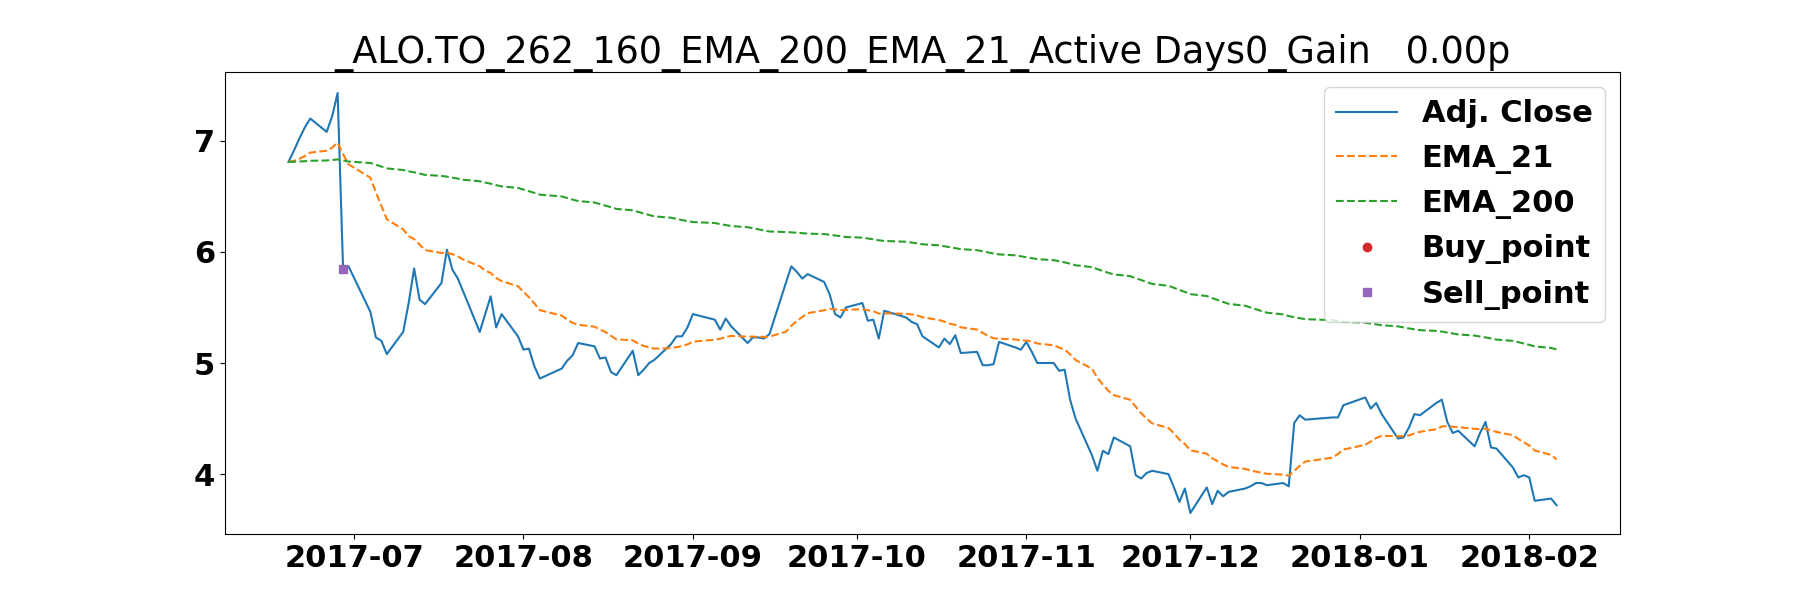 _ALO.TO_262_160_EMA_200_EMA_21_Active Days0_Gain   0.00p
7
6
5
4
Adj. Close
EMA_21
EMA_200
Buy_point
Sell_point
2017-07 2017-08 2017-09 2017-10 2017-11 2017-12 2018-01 2018-02